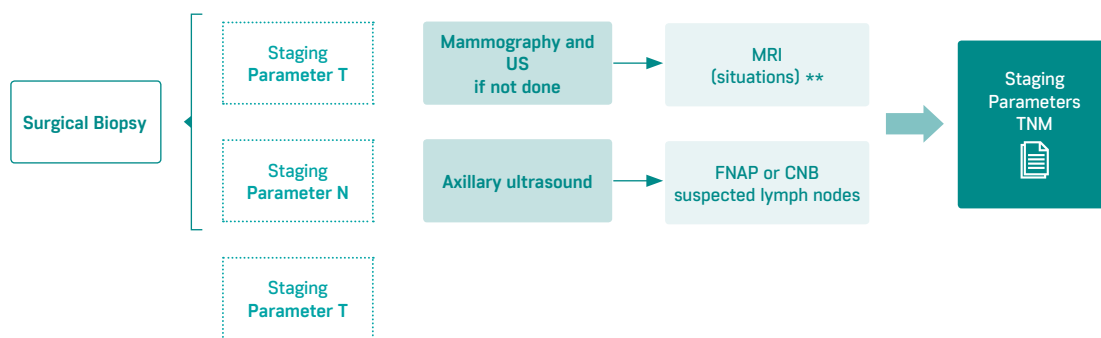 Surgical Biopsy
Staging
Parameter T
Mammography and
US
if not done
MRI
(situations) **
Staging
Parameter N
Axillary ultrasound
FNAP or CNB
suspected lymph nodes
Staging
Parameters
TNM
Staging
Parameter T